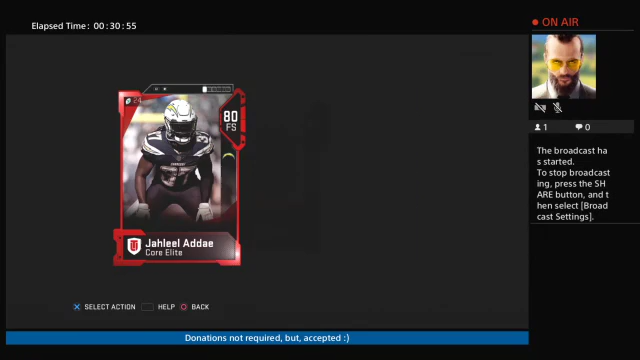 Elapsed Time: 00:30:55
ON AIR
24
80
FS
37
Jahleel Addae
Core Elite
1
0
The broadcast ha
s started.
To stop broadcast
ing, press the SH
ARE button, and t
hen select [Broad
cast Settings].
SELECT ACTION
HELP
BACK
Donations not required, but, accepted :)